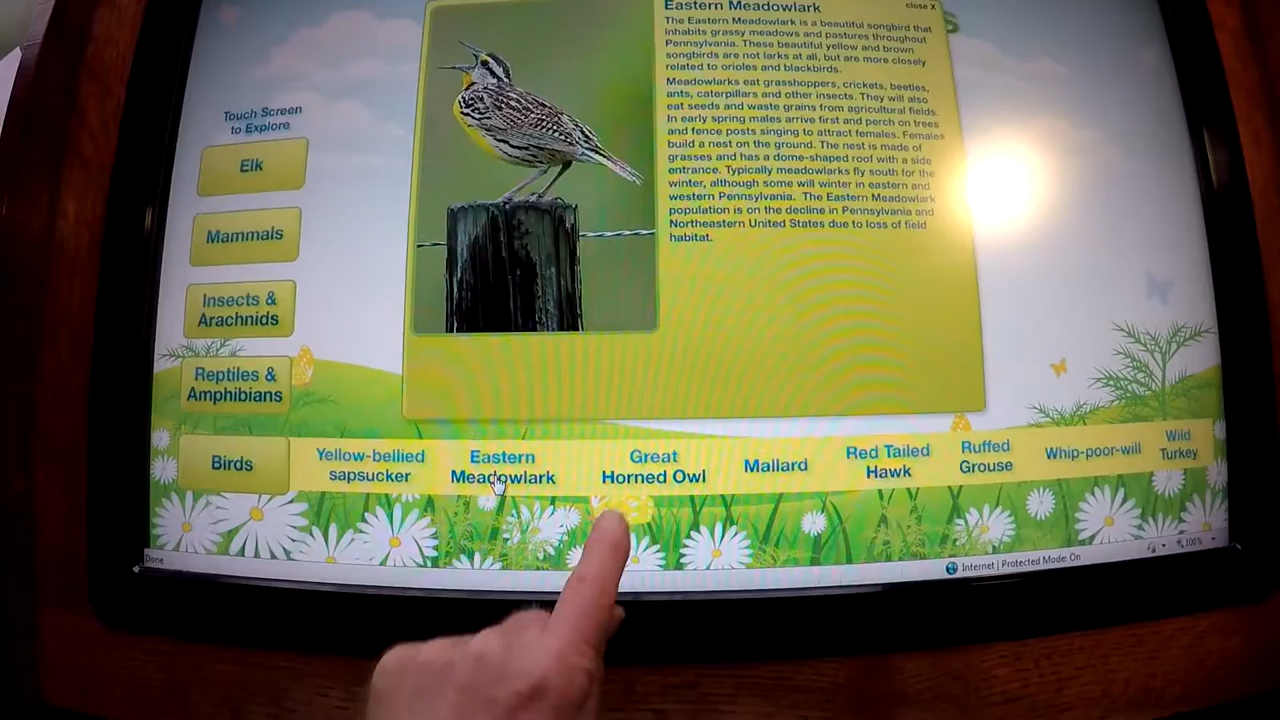 Eastern Meadowlark
close X
The Eastern Meadowlark is a beautiful songbird that
inhabits grassy meadows and pastures throughout
Pennsylvania. These beautiful yellow and brown
songbirds are not larks at all, but are more closely
related to orioles and blackbirds.
Meadowlarks eat grasshoppers, crickets, beetles,
ants, caterpillars and other insects. They will also
eat seeds and waste grains from agricultural fields.
In early spring males arrive first and perch on trees
and fence posts singing to attract females. Females
build a nest on the ground. The nest is made of
grasses and has a dome-shaped roof with a side
entrance. Typically meadowlarks fly south for the
winter, although some will winter in eastern and
western Pennsylvania. The Eastern Meadowlark
population is on the decline in Pennsylvania and
Northeastern United States due to loss of field
habitat.
Touch Screen
to Explore
Elk
Mammals
Insects &
Arachnids
Reptiles &
Amphibians
Birds
Yellow-bellied
sapsucker
Eastern
Meadowlark
Great
Horned Owl
Mallard
Red Tailed
Hawk
Ruffed
Grouse
Whip-poor-will
Wild
Turkey
Done
Internet | Protected Mode: On
100%